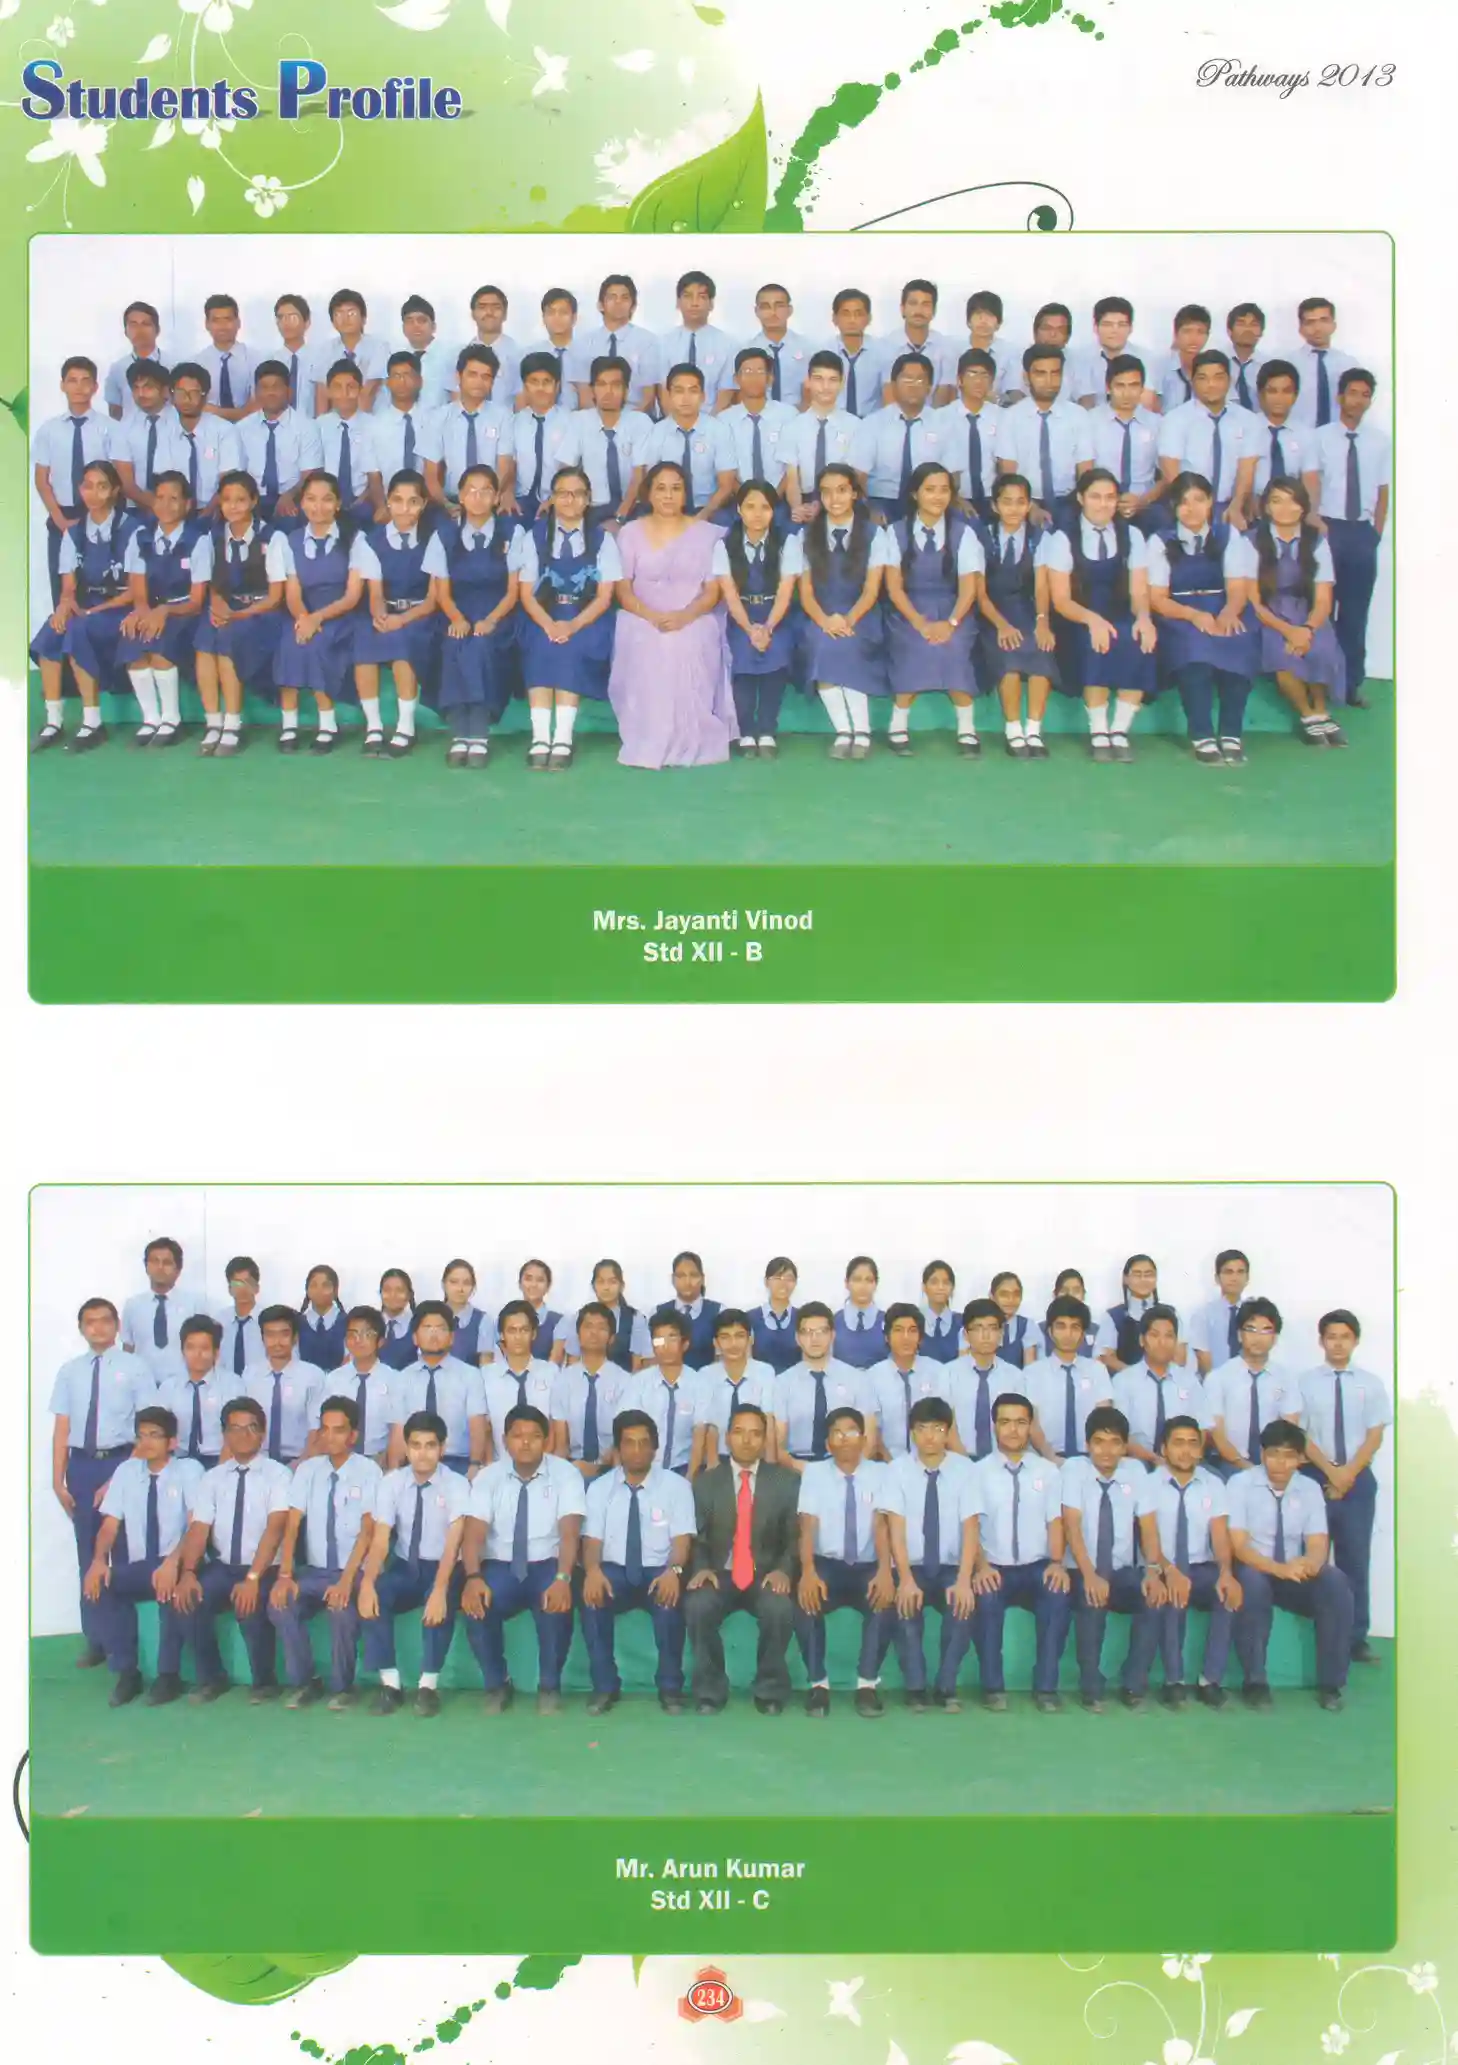 Students Profile
Pathways 2013
Mrs. Jayanti Vinod
Std XII - B
Mr. Arun Kumar
Std XII - C
234